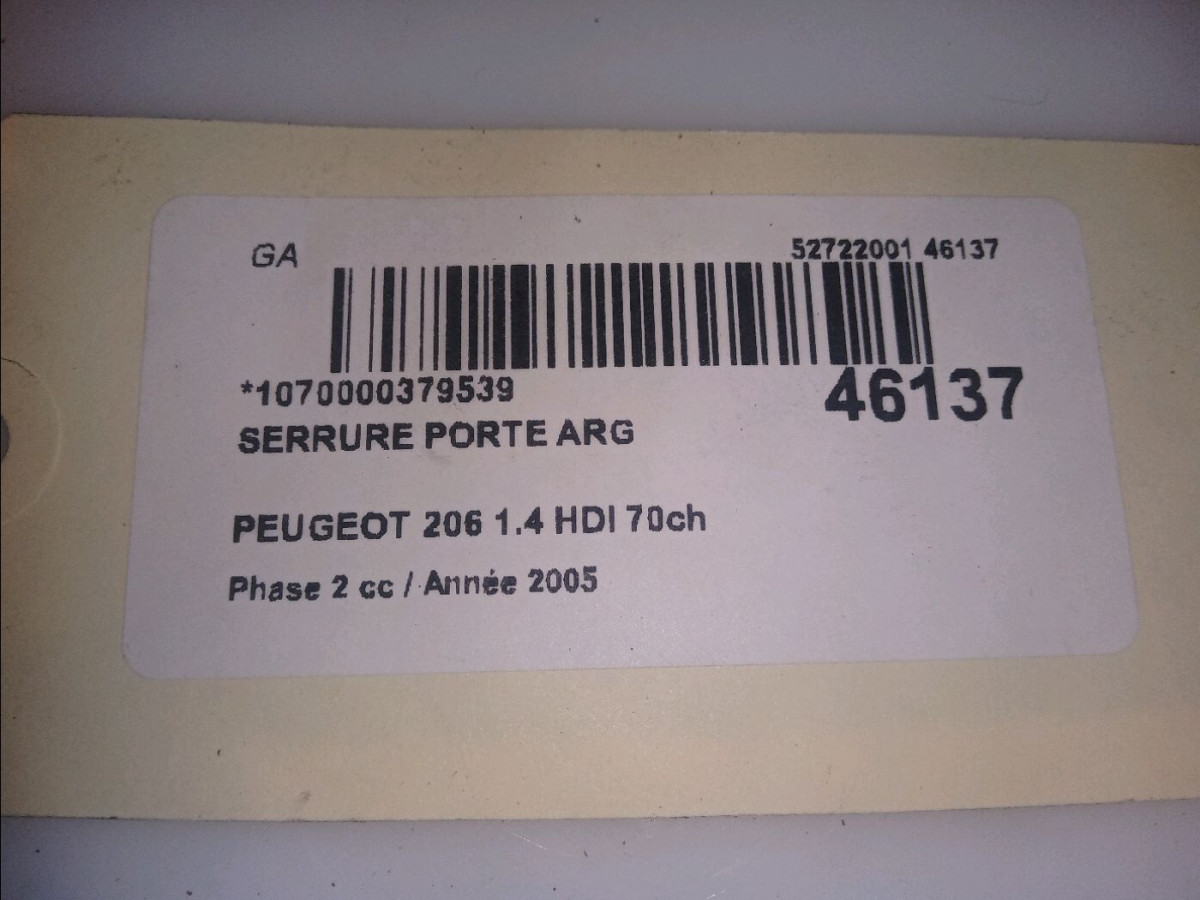 GA
52722001 46137
*1070000379539
46137
SERRURE PORTE ARG
PEUGEOT 206 1.4 HDI 70ch
Phase 2 cc / Année 2005